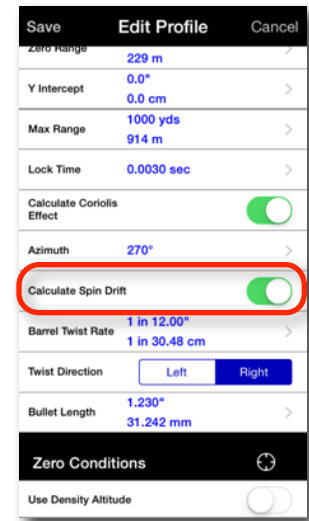 Save Edit Profile Cancel
Zero Range
229 m
Y Intercept
0.0"
0.0 cm
Max Range
1000 yds
914 m
Lock Time 0.0030 sec
Calculate Coriolis
Effect
Azimuth 270°
Calculate Spin Drift
Barrel Twist Rate
1 in 12.00"
1 in 30.48 cm
Twist Direction Left Right
Bullet Length
1.230"
31.242 mm
Zero Conditions
Use Density Altitude